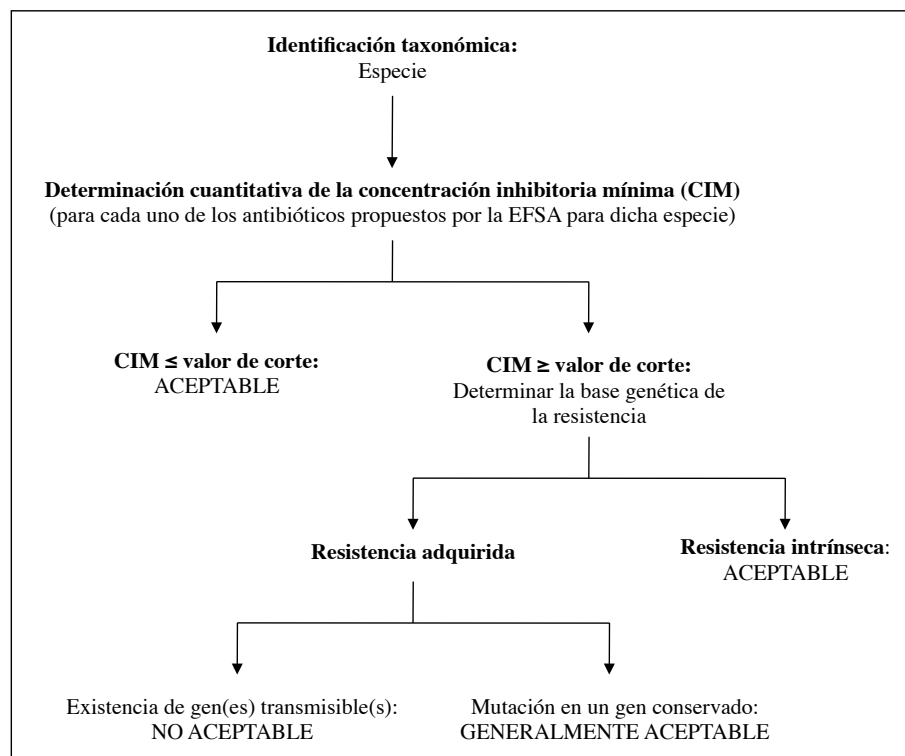 Identificación taxonómica:
Especie
Determinación cuantitativa de la concentración inhibitoria mínima (CIM)
(para cada uno de los antibióticos propuestos por la EFSA para dicha especie)
CIM ≤ valor de corte:
ACEPTABLE
CIM ≥ valor de corte:
Determinar la base genética de
la resistencia
Resistencia adquirida
Resistencia intrínseca:
ACEPTABLE
Existencia de gen(es) transmisible(s):
NO ACEPTABLE
Mutación en un gen conservado:
GENERALMENTE ACEPTABLE